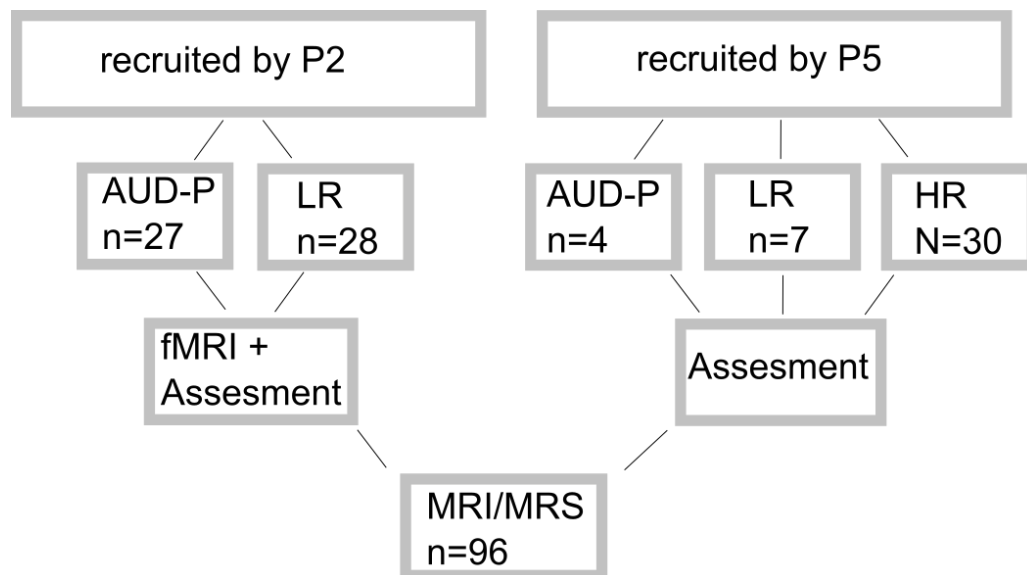 recruited by P2
recruited by P5
AUD-P
n=27
LR
n=28
AUD-P
n=4
LR
n=7
HR
N=30
fMRI +
Assesment
Assesment
MRI/MRS
n=96